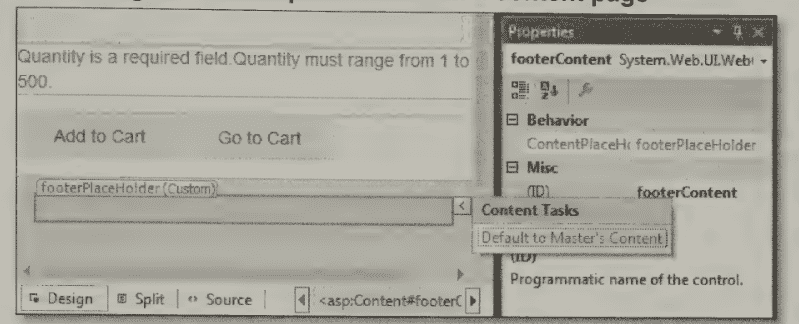 Quantity is a required field.Quantity must range from 1 to
500.
Add to Cart
Go to Cart
footerPlaceHolder (Custom)
Design
Split
Source
<asp:Content#footerC
Properties
footerContent System.Web.UI.Web
Behavior
ContentPlaceHo footerPlaceHolder
Misc
(ID) footerContent
Content Tasks
Default to Master's Content
(ID)
Programmatic name of the control.